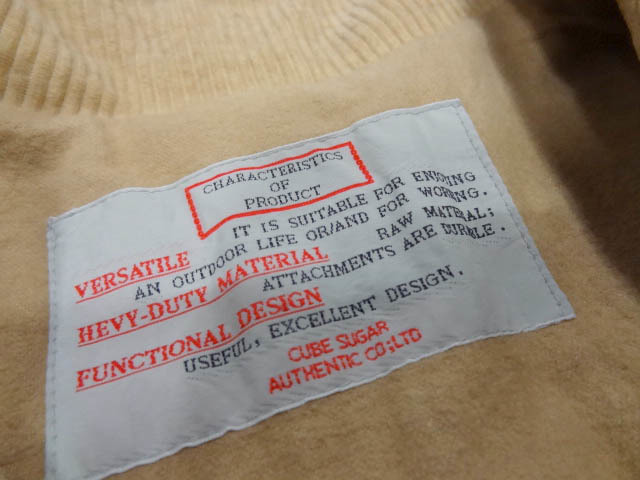 CHARACTERISTICS
OF
PRODUCT
VERSATILE IT IS SUITABLE FOR ENJOYING
AN OUTDOOR LIFE OR/AND FOR WORKING.
HEVY-DUTY MATERIAL RAW MATERIAL;
ATTACHMENTS ARE DURABLE.
FUNCTIONAL DESIGN
USEFUL, EXCELLENT DESIGN.
CUBE SUGAR
AUTHENTIC CO;LTD